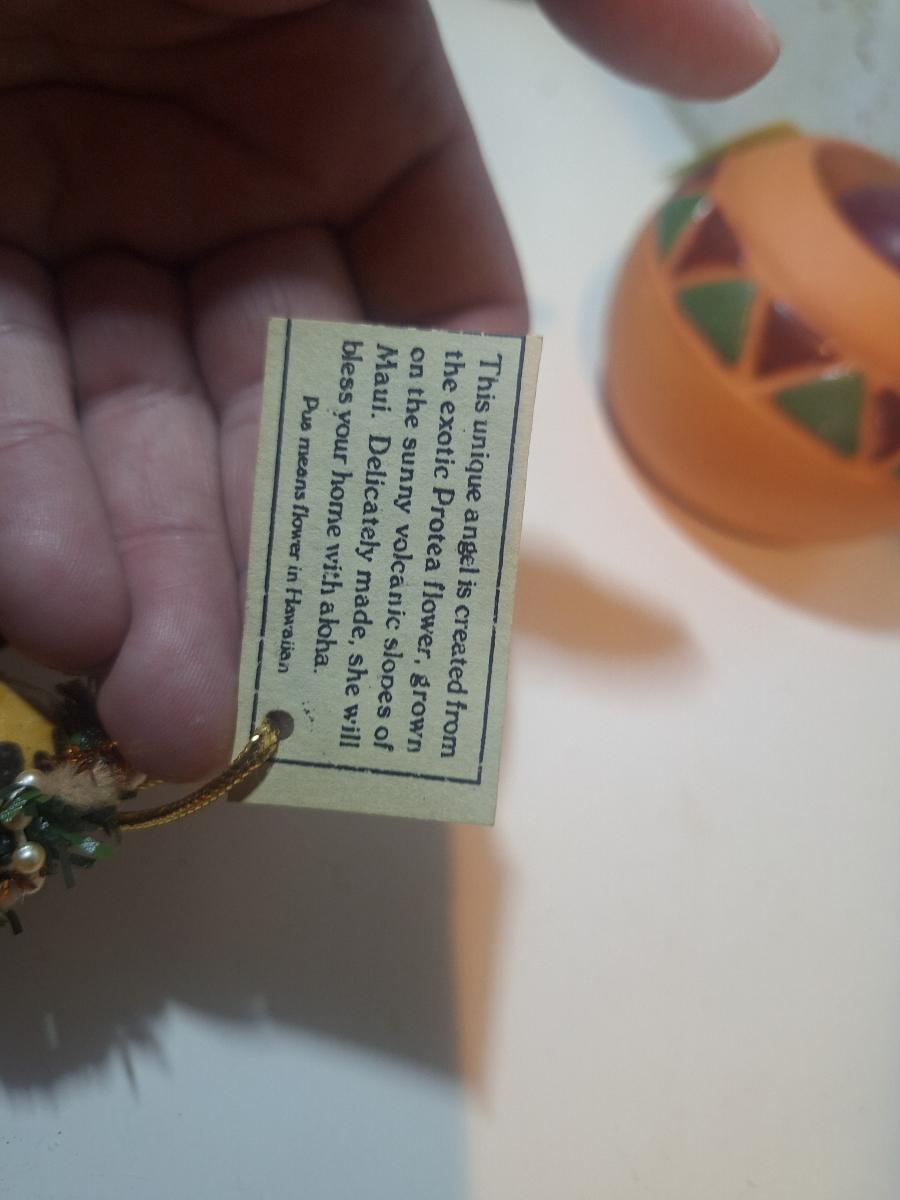 This unique angel is created from
the exotic Protea flower, grown
on the sunny volcanic slopes of
Maui. Delicately made, she will
bless your home with aloha.
Pua means flower in Hawaiian